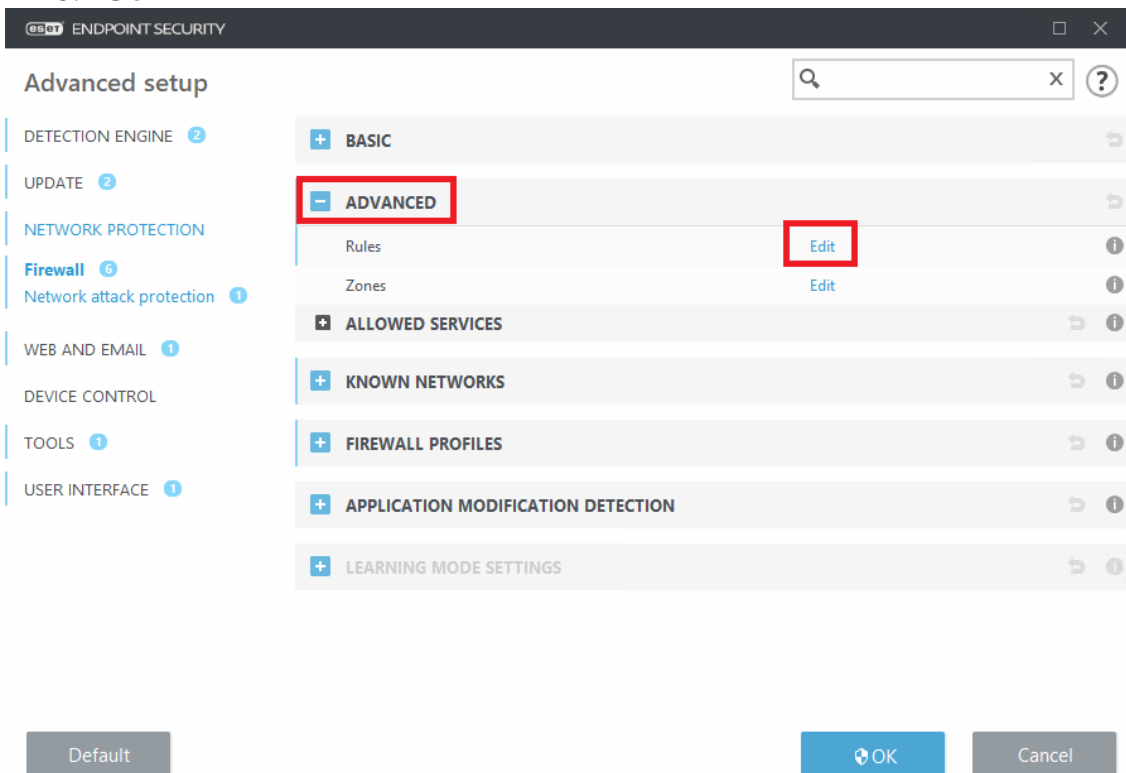 eset ENDPOINT SECURITY
Advanced setup
x
?
DETECTION ENGINE 2
UPDATE 2
NETWORK PROTECTION
Firewall 6
Network attack protection 1
WEB AND EMAIL 1
DEVICE CONTROL
TOOLS 1
USER INTERFACE 1
BASIC
ADVANCED
Rules Edit
Zones Edit
ALLOWED SERVICES
KNOWN NETWORKS
FIREWALL PROFILES
APPLICATION MODIFICATION DETECTION
LEARNING MODE SETTINGS
Default OK Cancel